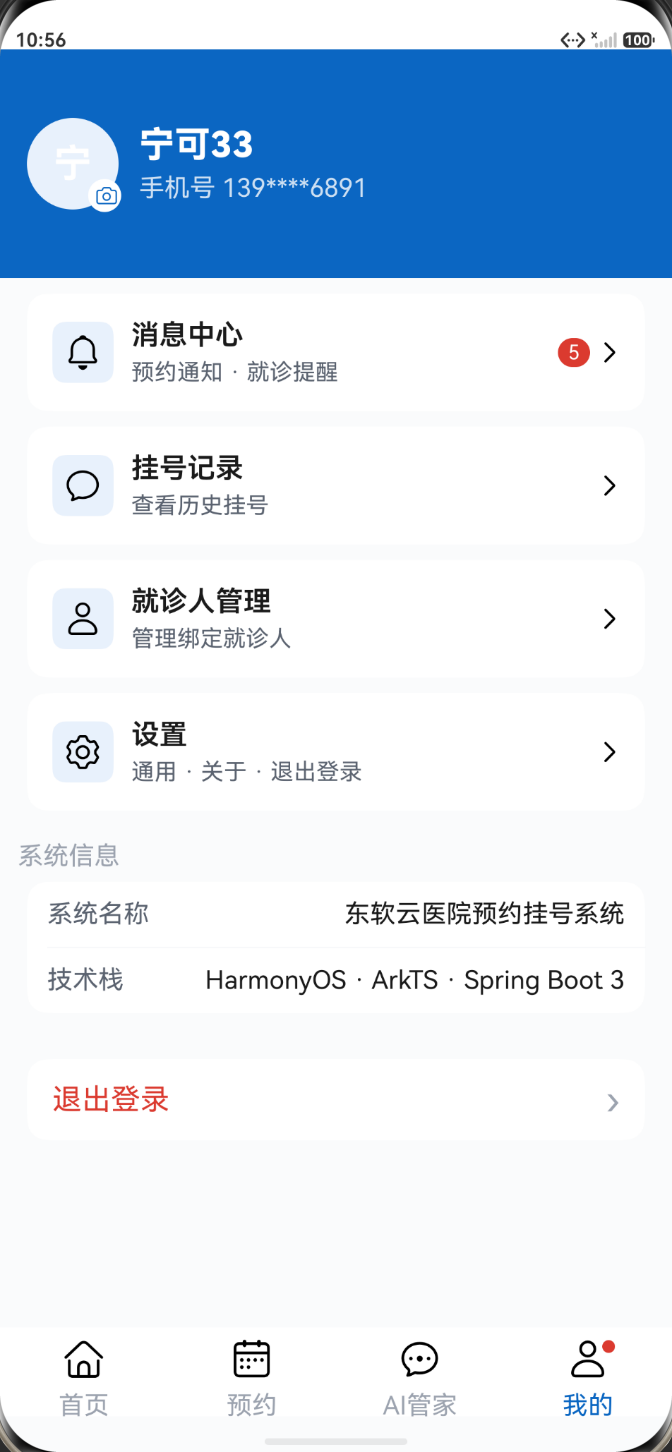 10:56
100
宁
宁可33
手机号 139****6891
消息中心
预约通知 · 就诊提醒
5
挂号记录
查看历史挂号
就诊人管理
管理绑定就诊人
设置
通用 · 关于 · 退出登录
系统信息
系统名称 东软云医院预约挂号系统
技术栈 HarmonyOS · ArkTS · Spring Boot 3
退出登录
首页 预约 AI管家 我的